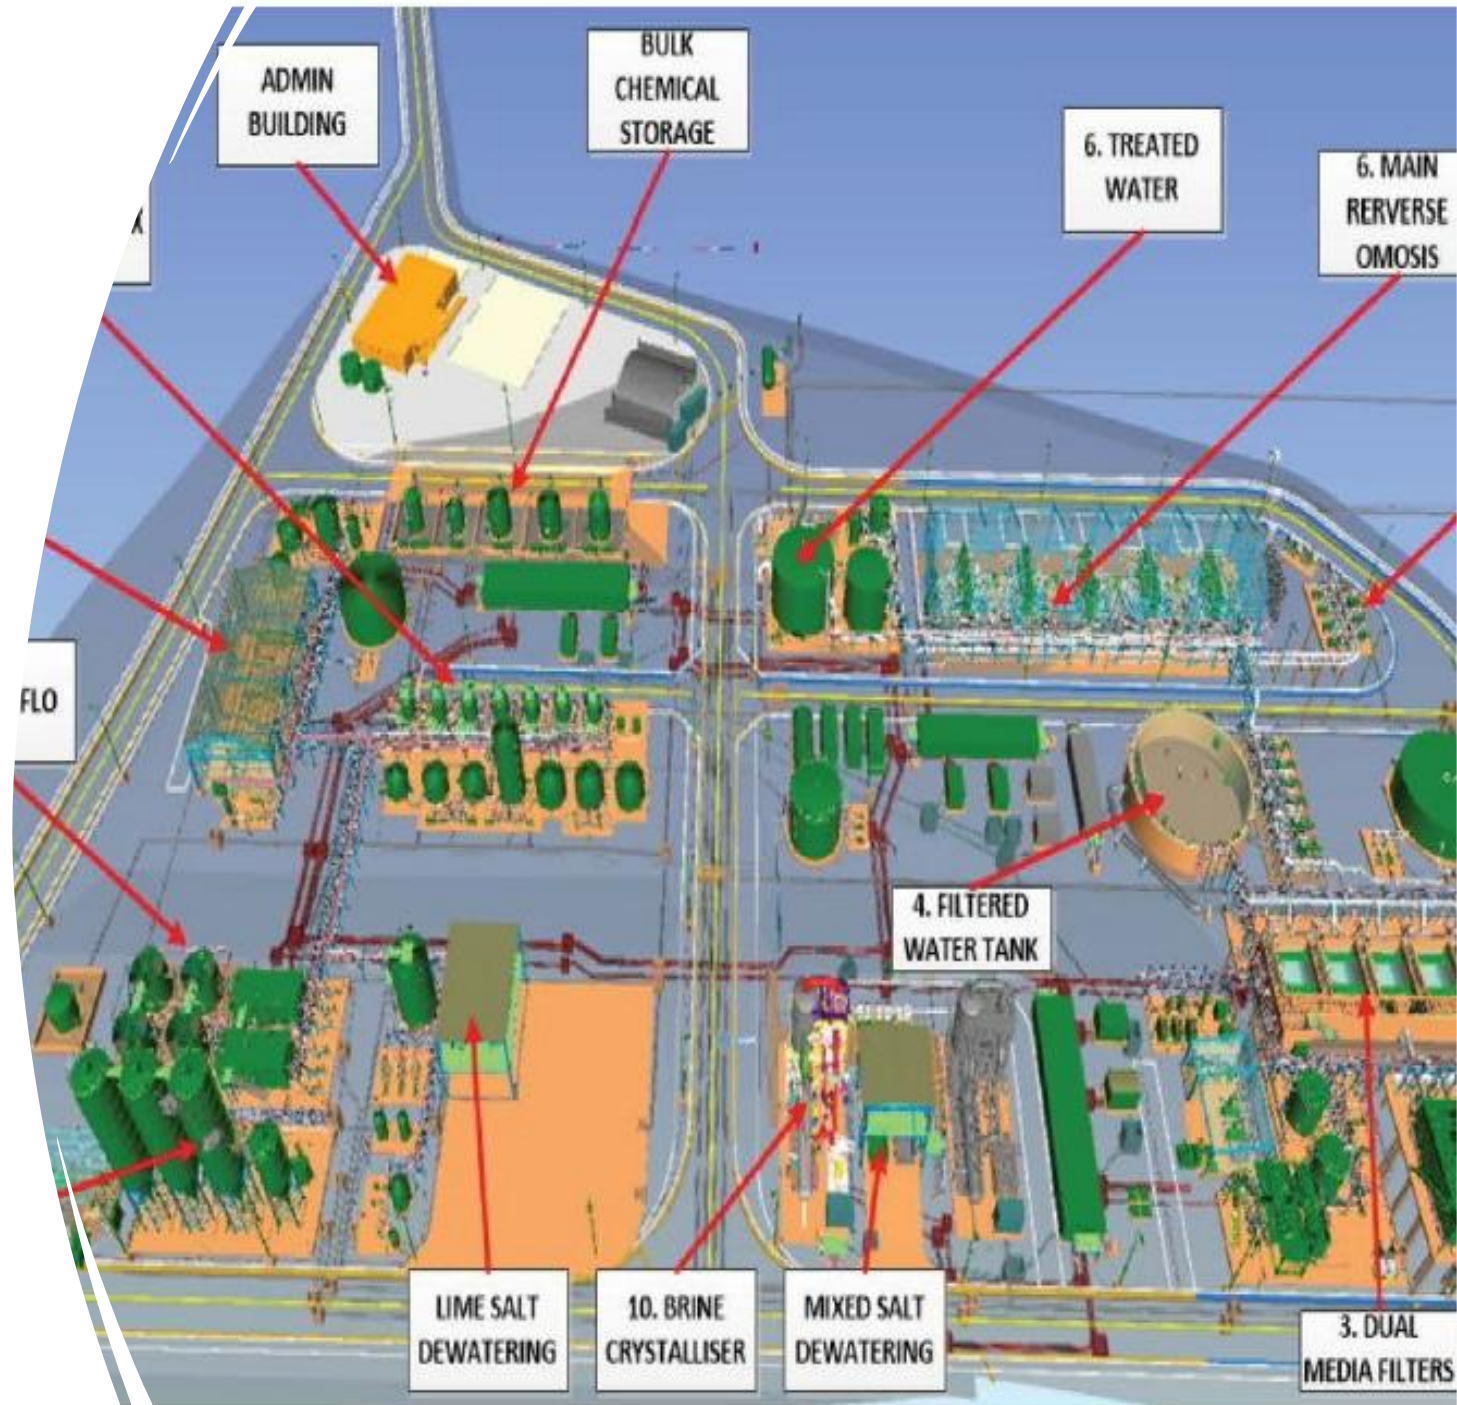 ADMIN
BUILDING
BULK
CHEMICAL
STORAGE
6. TREATED
WATER
6. MAIN
RERVERSE
OMOSIS
X
FLO
4. FILTERED
WATER TANK
LIME SALT
DEWATERING
10. BRINE
CRYSTALLISER
MIXED SALT
DEWATERING
3. DUAL
MEDIA FILTERS